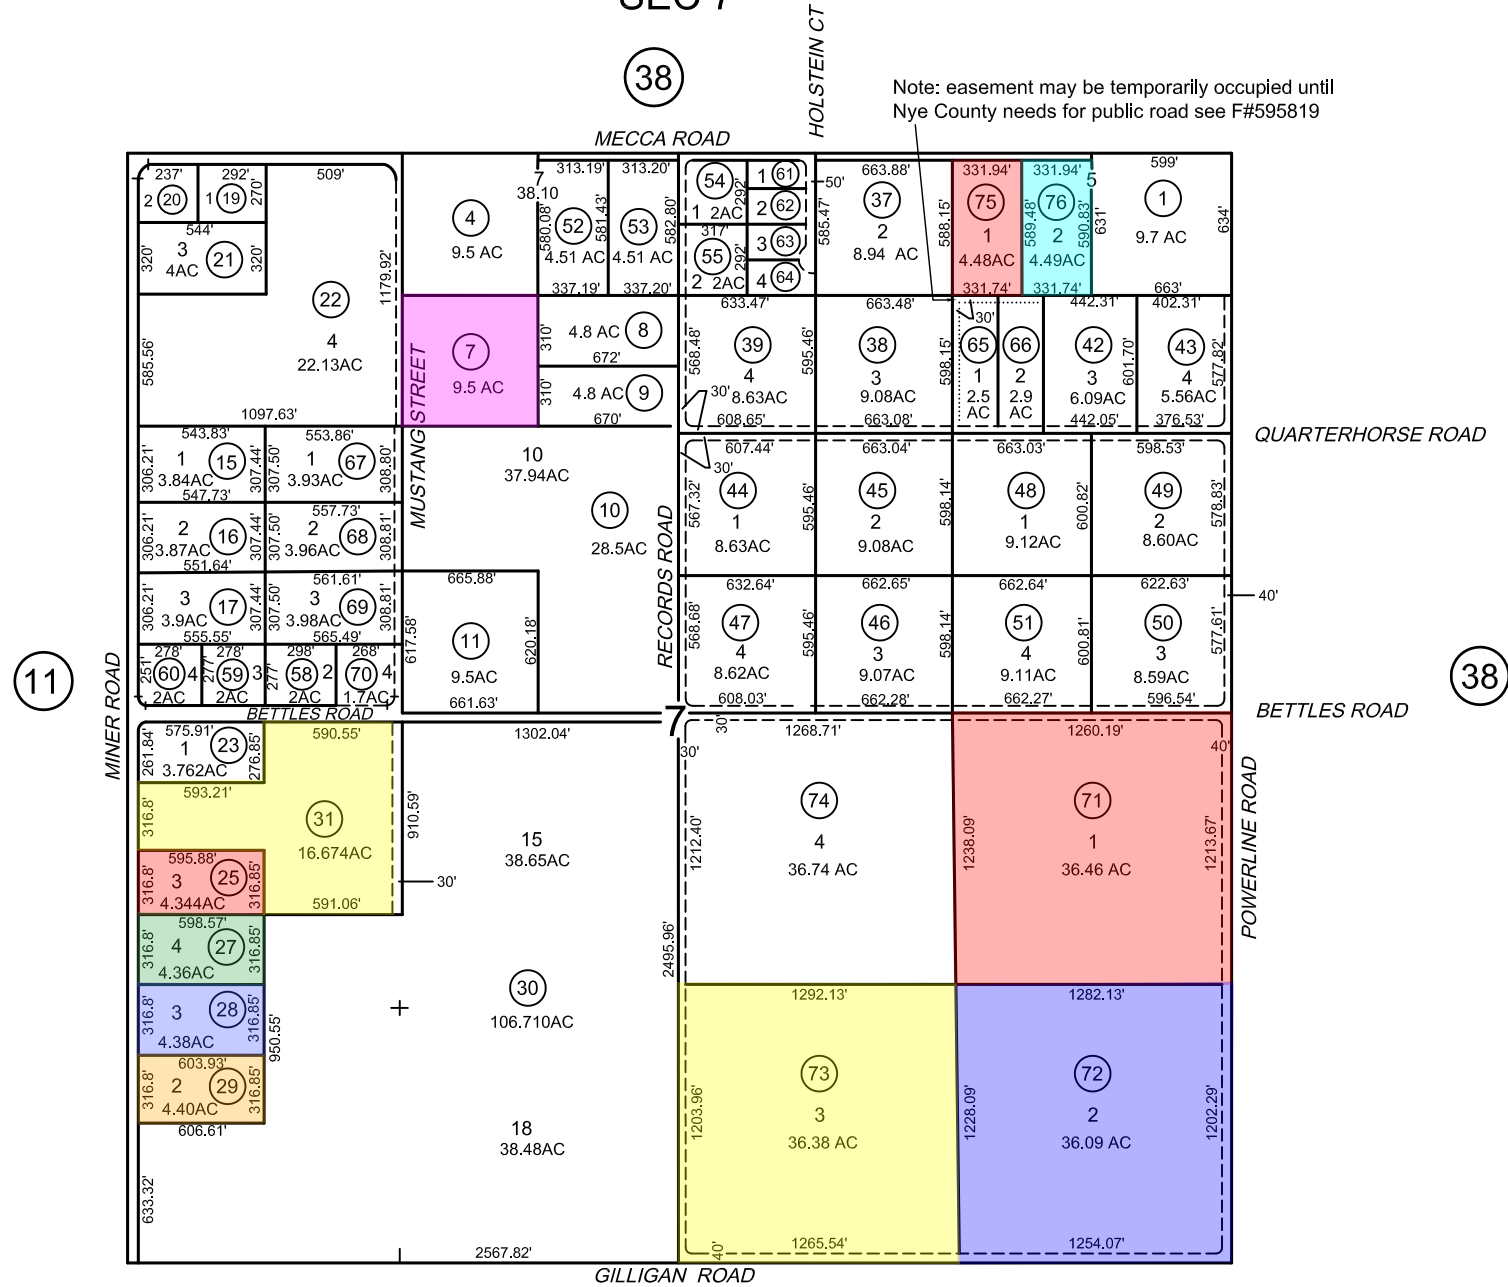 SEC 7
38
HOLSTEIN CT
Note: easement may be temporarily occupied until
Nye County needs for public road see F#595819
MECCA ROAD
237' 292' 509' 7 313.19' 313.20' 663.88' 331.94' 331.94' 5 599'
2 20 1 19 270' 38.10
544'
320' 3 21 320'
4AC
1179.92'
22
4
22.13AC
585.56'
1097.63'
4
9.5 AC
580.08' 52 581.43' 53 582.80'
4.51 AC 4.51 AC
337.19' 337.20'
54 292' 1 61
1 2AC 2 62
317' 3 63
55 292' 4 64
2 2AC
50'
585.47' 37
2
8.94 AC
588.15' 75
1
4.48AC
331.74'
589.48' 76 590.83'
2
4.49AC
331.74'
631' 1 634'
9.7 AC
663'
7
9.5 AC
310' 4.8 AC 8
672'
310' 4.8 AC 9
670'
MUSTANG STREET
633.47' 663.48' 442.31' 402.31'
568.48' 39 595.46'
4
8.63AC
608.65'
30'
38 598.15'
3
9.08AC
663.08'
30'
65 66
1 2
2.5 2.9
AC AC
42 601.70'
3
6.09AC
442.05'
43 577.82'
4
5.56AC
376.53'
QUARTERHORSE ROAD
543.83' 553.86'
306.21' 1 15 307.44' 307.50' 1 67 308.80'
3.84AC 3.93AC
547.73' 557.73'
306.21' 2 16 307.44' 307.50' 2 68 308.81'
3.87AC 3.96AC
551.64' 561.61'
306.21' 3 17 307.44' 307.50' 3 69 308.81'
3.9AC 3.98AC
555.55' 565.49'
278' 278' 298' 268'
251' 60 4 277' 59 3 277' 58 2 70 4
2AC 2AC 2AC 1.7AC
10
37.94AC
10
28.5AC
665.88'
617.58' 11 620.18'
9.5AC
661.63'
RECORDS ROAD
30'
607.44' 663.04' 663.03' 598.53'
567.32' 44 595.46' 45 598.14' 48 600.82' 49 578.83'
1 2 1 2
8.63AC 9.08AC 9.12AC 8.60AC
632.64' 662.65' 662.64' 622.63'
40'
568.68' 47 595.46' 46 598.14' 51 600.81' 50 577.61'
4 3 4 3
8.62AC 9.07AC 9.11AC 8.59AC
608.03' 662.28' 662.27' 596.54'
11
38
MINER ROAD
BETTLES ROAD
BETTLES ROAD
7
575.91' 590.55' 1302.04' 30' 1268.71' 1260.19'
261.84' 1 23 276.85'
3.762AC
593.21'
316.8' 31
16.674AC
591.06'
910.59'
30'
595.88'
316.8' 3 25 316.85'
4.344AC
598.57'
316.8' 4 27 316.85'
4.36AC
316.8' 3 28 316.85'
4.38AC
603.93'
316.8' 2 29 316.85'
4.40AC
606.61'
950.55'
633.32'
15
38.65AC
30
106.710AC
18
38.48AC
2567.82'
2495.96'
30' 40'
1212.40' 74 1238.09' 71 1213.67'
4 1
36.74 AC 36.46 AC
POWERLINE ROAD
1292.13' 1282.13'
1203.96' 73 1228.09' 72 1202.29'
3 2
36.38 AC 36.09 AC
40' 1265.54' 1254.07'
GILLIGAN ROAD